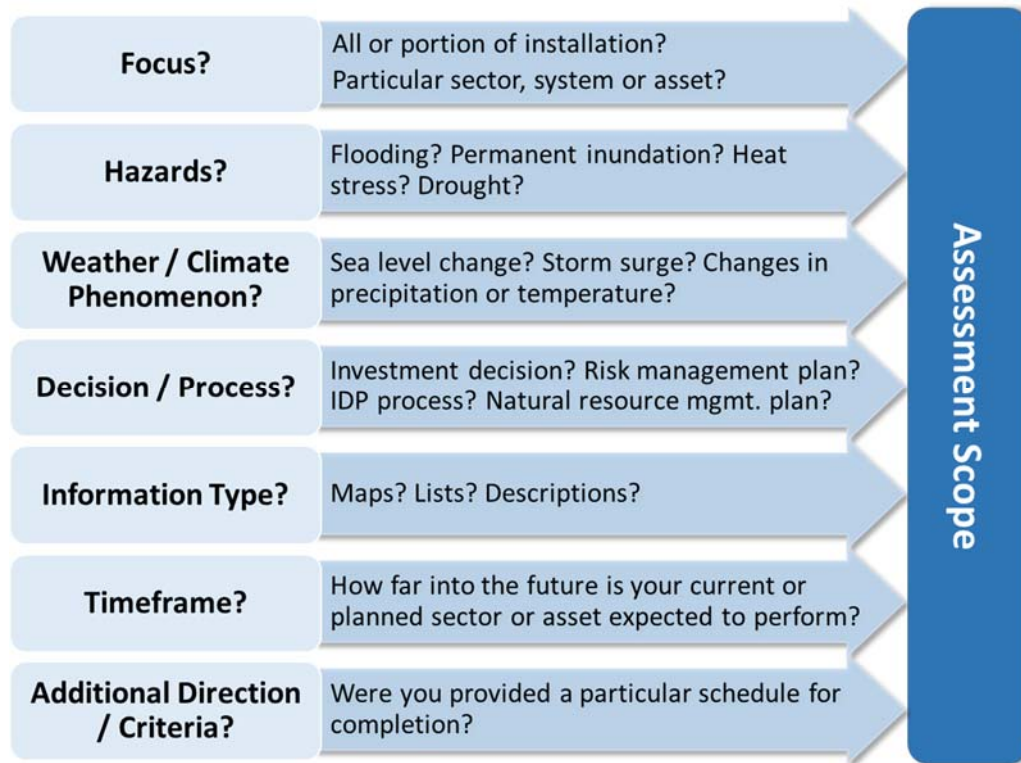 Focus?
All or portion of installation?
Particular sector, system or asset?
Hazards?
Flooding? Permanent inundation? Heat
stress? Drought?
Weather / Climate
Phenomenon?
Sea level change? Storm surge? Changes in
precipitation or temperature?
Decision / Process?
Investment decision? Risk management plan?
IDP process? Natural resource mgmt. plan?
Information Type?
Maps? Lists? Descriptions?
Timeframe?
How far into the future is your current or
planned sector or asset expected to perform?
Additional Direction
/ Criteria?
Were you provided a particular schedule for
completion?
Assessment Scope